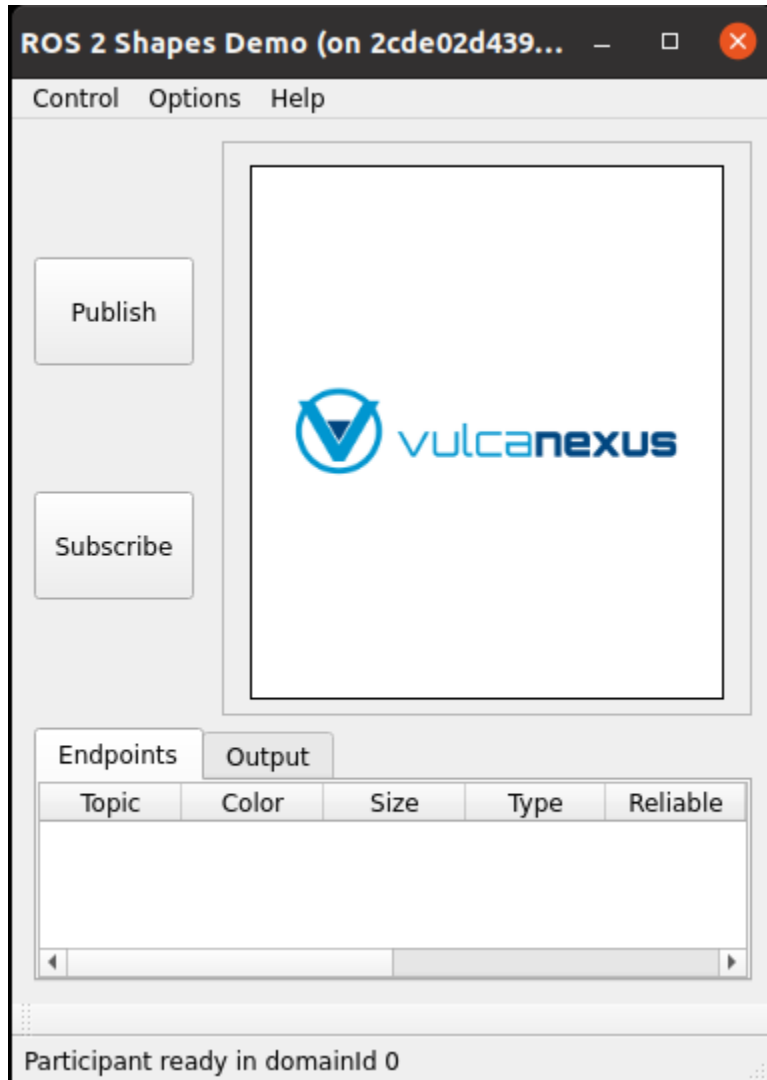 ROS 2 Shapes Demo (on 2cde02d439...
Control Options Help
Publish
vulcanexus
Subscribe
Endpoints Output
Topic Color Size Type Reliable
Participant ready in domainId 0